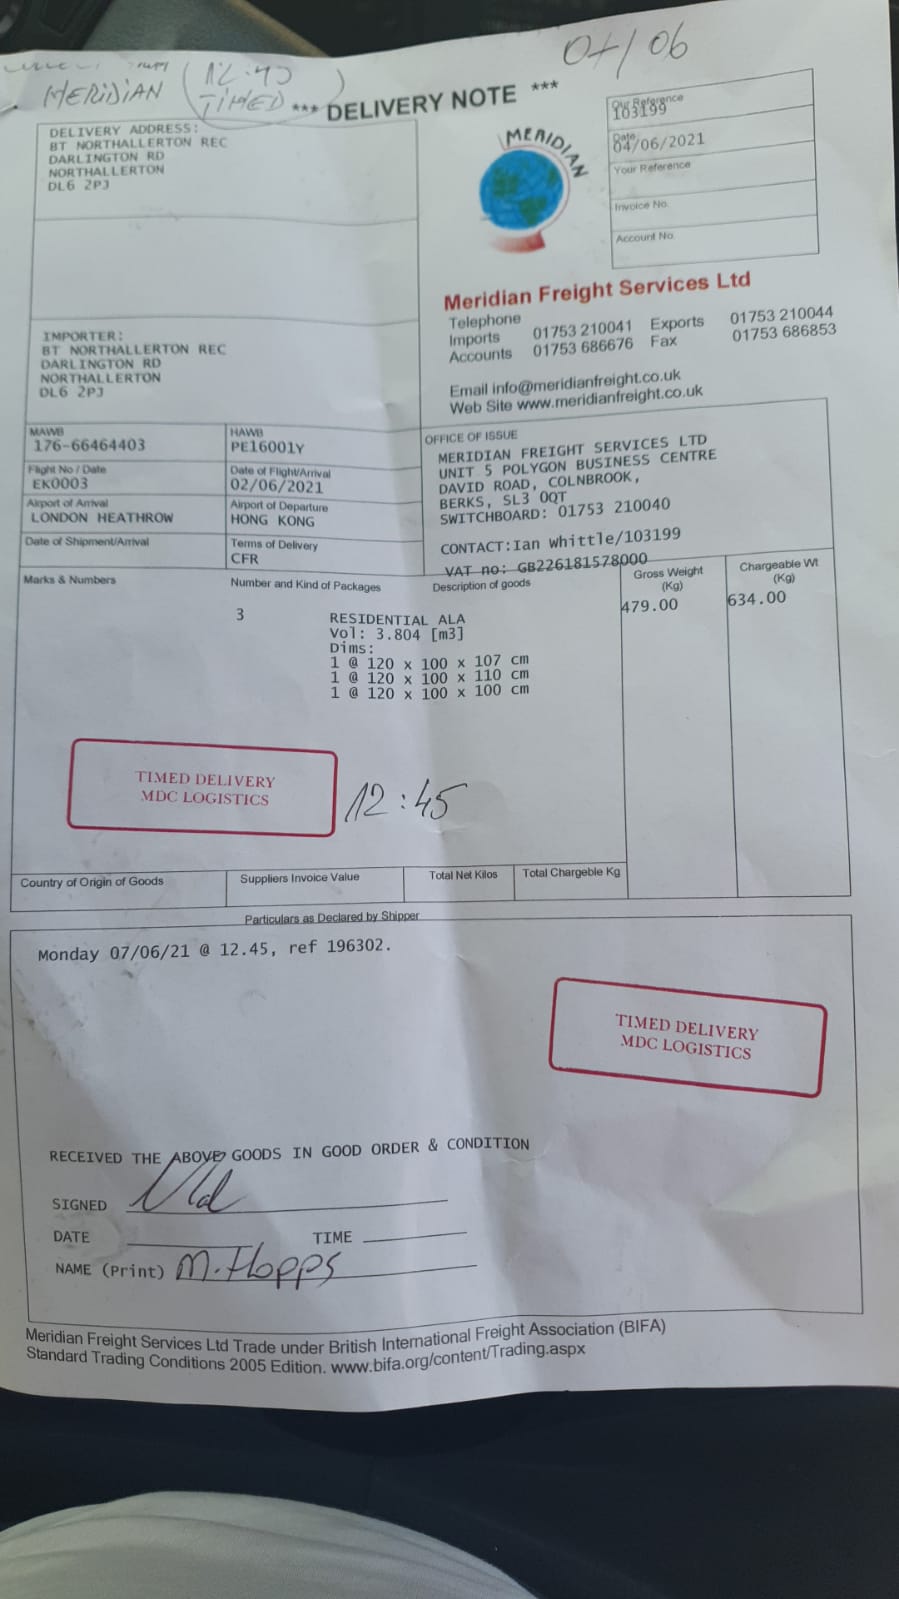 07/06
MERIDIAN
(12:45
TIMED)
*** DELIVERY NOTE ***
DELIVERY ADDRESS:
BT NORTHALLERTON REC
DARLINGTON RD
NORTHALLERTON
DL6 2PJ
MERIDIAN
Our Reference
103199
Date
04/06/2021
Your Reference
Invoice No.
Account No.
Meridian Freight Services Ltd
Telephone
Imports 01753 210041 Exports 01753 210044
Accounts 01753 686676 Fax 01753 686853
Email info@meridianfreight.co.uk
Web Site www.meridianfreight.co.uk
IMPORTER:
BT NORTHALLERTON REC
DARLINGTON RD
NORTHALLERTON
DL6 2PJ
MAWB
176-66464403
HAWB
PE16001Y
Flight No / Date
EK0003
Date of Flight/Arrival
02/06/2021
Airport of Arrival
LONDON HEATHROW
Airport of Departure
HONG KONG
Date of Shipment/Arrival
Terms of Delivery
CFR
OFFICE OF ISSUE
MERIDIAN FREIGHT SERVICES LTD
UNIT 5 POLYGON BUSINESS CENTRE
DAVID ROAD, COLNBROOK,
BERKS, SL3 0QT
SWITCHBOARD: 01753 210040
CONTACT:Ian Whittle/103199
VAT no: GB226181578000
Marks & Numbers
Number and Kind of Packages
Description of goods
Gross Weight
(Kg)
Chargeable Wt
(Kg)
3
RESIDENTIAL ALA
479.00
634.00
Vol: 3.804 [m3]
Dims:
1 @ 120 x 100 x 107 cm
1 @ 120 x 100 x 110 cm
1 @ 120 x 100 x 100 cm
TIMED DELIVERY
MDC LOGISTICS
12:45
Country of Origin of Goods
Suppliers Invoice Value
Total Net Kilos
Total Chargeble Kg
Particulars as Declared by Shipper
Monday 07/06/21 @ 12.45, ref 196302.
TIMED DELIVERY
MDC LOGISTICS
RECEIVED THE ABOVE GOODS IN GOOD ORDER & CONDITION
SIGNED
DATE
TIME
NAME (Print) M. Hopps
Meridian Freight Services Ltd Trade under British International Freight Association (BIFA)
Standard Trading Conditions 2005 Edition. www.bifa.org/content/Trading.aspx